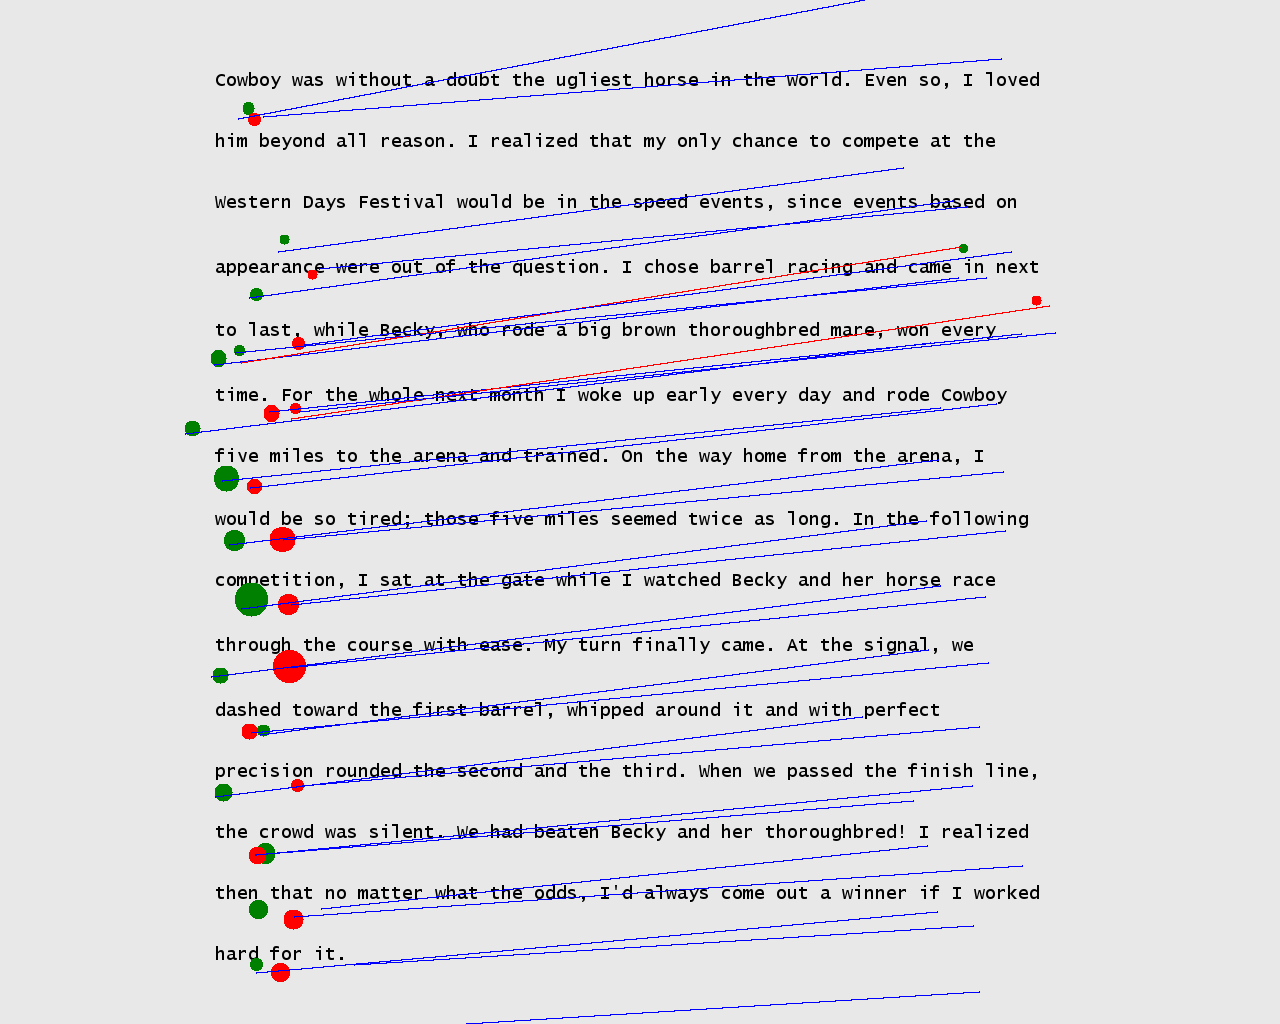 Cowboy was without a doubt the ugliest horse in the world. Even so, I loved
him beyond all reason. I realized that my only chance to compete at the
Western Days Festival would be in the speed events, since events based on
appearance were out of the question. I chose barrel racing and came in next
to last, while Becky, who rode a big brown thoroughbred mare, won every
time. For the whole next month I woke up early every day and rode Cowboy
five miles to the arena and trained. On the way home from the arena, I
would be so tired; those five miles seemed twice as long. In the following
competition, I sat at the gate while I watched Becky and her horse race
through the course with ease. My turn finally came. At the signal, we
dashed toward the first barrel, whipped around it and with perfect
precision rounded the second and the third. When we passed the finish line,
the crowd was silent. We had beaten Becky and her thoroughbred! I realized
then that no matter what the odds, I'd always come out a winner if I worked
hard for it.